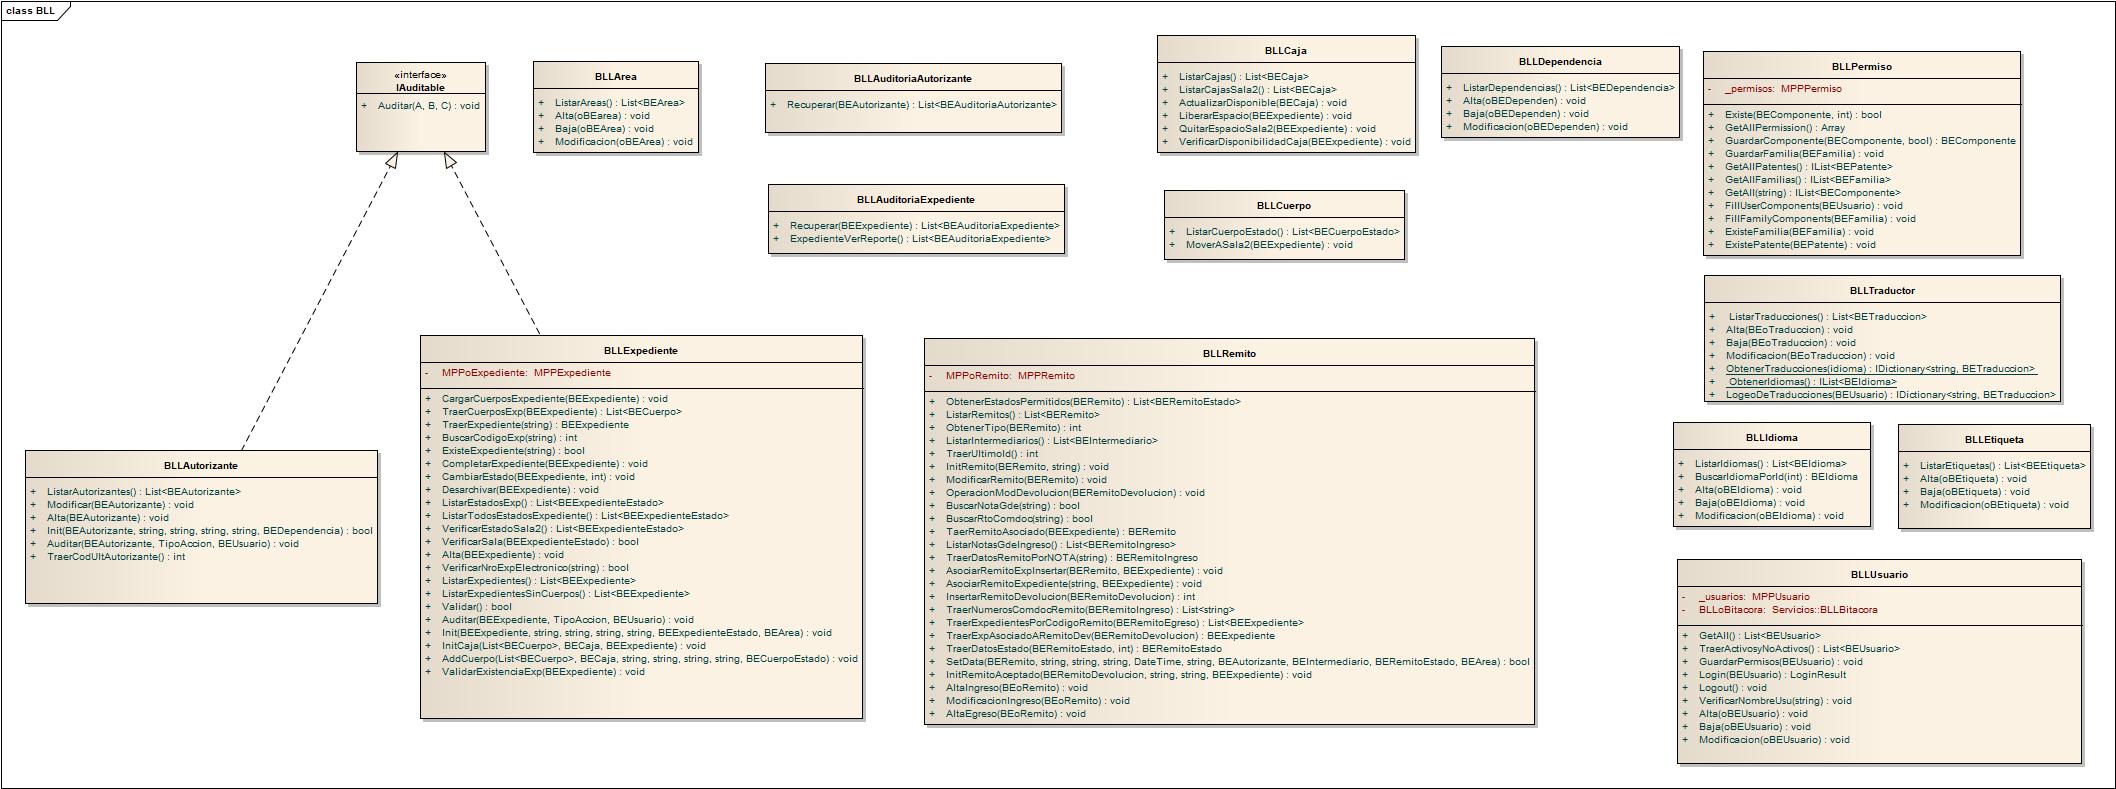 class BLL
«interface»
IAuditable
+ Auditar(A, B, C) : void
BLLArea
+ ListarAreas() : List<BEArea>
+ Alta(oBEarea) : void
+ Baja(oBEArea) : void
+ Modificacion(oBEArea) : void
BLLAuditoriaAutorizante
+ Recuperar(BEAutorizante) : List<BEAuditoriaAutorizante>
BLLCaja
+ ListarCajas() : List<BECaja>
+ ListarCajasSala2() : List<BECaja>
+ ActualizarDisponible(BECaja) : void
+ LiberarEspacio(BEExpediente) : void
+ QuitarEspacioSala2(BEExpediente) : void
+ VerificarDisponibilidadCaja(BEExpediente) : void
BLLDependencia
+ ListarDependencias() : List<BEDependencia>
+ Alta(oBEDependen) : void
+ Baja(oBEDependen) : void
+ Modificacion(oBEDependen) : void
BLLPermiso
- _permisos: MPPPermiso
+ Existe(BEComponente, int) : bool
+ GetAllPermission() : Array
+ GuardarComponente(BEComponente, bool) : BEComponente
+ GuardarFamilia(BEFamilia) : void
+ GetAllPatentes() : IList<BEPatente>
+ GetAllFamilias() : IList<BEFamilia>
+ GetAll(string) : IList<BEComponente>
+ FillUserComponents(BEUsuario) : void
+ FillFamilyComponents(BEFamilia) : void
+ ExisteFamilia(BEFamilia) : void
+ ExistePatente(BEPatente) : void
BLLAuditoriaExpediente
+ Recuperar(BEExpediente) : List<BEAuditoriaExpediente>
+ ExpedienteVerReporte() : List<BEAuditoriaExpediente>
BLLCuerpo
+ ListarCuerpoEstado() : List<BECuerpoEstado>
+ MoverASala2(BEExpediente) : void
BLLTraductor
+ ListarTraducciones() : List<BETraduccion>
+ Alta(BEoTraduccion) : void
+ Baja(BEoTraduccion) : void
+ Modificacion(BEoTraduccion) : void
+ ObtenerTraducciones(idioma) : IDictionary<string, BETraduccion>
+ ObtenerIdiomas() : IList<BEIdioma>
+ LogeoDeTraducciones(BEUsuario) : IDictionary<string, BETraduccion>
BLLExpediente
- MPPoExpediente: MPPExpediente
+ CargarCuerposExpediente(BEExpediente) : void
+ TraerCuerposExp(BEExpediente) : List<BECuerpo>
+ TraerExpediente(string) : BEExpediente
+ BuscarCodigoExp(string) : int
+ ExisteExpediente(string) : bool
+ CompletarExpediente(BEExpediente) : void
+ CambiarEstado(BEExpediente, int) : void
+ Desarchivar(BEExpediente) : void
+ ListarEstadosExp() : List<BEExpedienteEstado>
+ ListarTodosEstadosExpediente() : List<BEExpedienteEstado>
+ VerificarEstadoSala2() : List<BEExpedienteEstado>
+ VerificarSala(BEExpedienteEstado) : bool
+ Alta(BEExpediente) : void
+ VerificarNroExpElectronico(string) : bool
+ ListarExpedientes() : List<BEExpediente>
+ ListarExpedientesSinCuerpos() : List<BEExpediente>
+ Validar() : bool
+ Auditar(BEExpediente, TipoAccion, BEUsuario) : void
+ Init(BEExpediente, string, string, string, string, BEExpedienteEstado, BEArea) : void
+ InitCaja(List<BECuerpo>, BECaja, BEExpediente) : void
+ AddCuerpo(List<BECuerpo>, BECaja, string, string, string, string, BECuerpoEstado) : void
+ ValidarExistenciaExp(BEExpediente) : void
BLLRemito
- MPPoRemito: MPPRemito
+ ObtenerEstadosPermitidos(BERemito) : List<BERemitoEstado>
+ ListarRemitos() : List<BERemito>
+ ObtenerTipo(BERemito) : int
+ ListarIntermediarios() : List<BEIntermediario>
+ TraerUltimoId() : int
+ InitRemito(BERemito, string) : void
+ ModificarRemito(BERemito) : void
+ OperacionModDevolucion(BERemitoDevolucion) : void
+ BuscarNotaGde(string) : bool
+ BuscarRtoComdoc(string) : bool
+ TaerRemitoAsociado(BEExpediente) : BERemito
+ ListarNotasGdeIngreso() : List<BERemitoIngreso>
+ TraerDatosRemitoPorNOTA(string) : BERemitoIngreso
+ AsociarRemitoExpInsertar(BERemito, BEExpediente) : void
+ AsociarRemitoExpediente(string, BEExpediente) : void
+ InsertarRemitoDevolucion(BERemitoDevolucion) : int
+ TraerNumerosComdocRemito(BERemitoIngreso) : List<string>
+ TraerExpedientesPorCodigoRemito(BERemitoEgreso) : List<BEExpediente>
+ TraerExpAsociadoARemitoDev(BERemitoDevolucion) : BEExpediente
+ TraerDatosEstado(BERemitoEstado, int) : BERemitoEstado
+ SetData(BERemito, string, string, string, DateTime, string, BEAutorizante, BEIntermediario, BERemitoEstado, BEArea) : bool
+ InitRemitoAceptado(BERemitoDevolucion, string, string, BEExpediente) : void
+ AltaIngreso(BEoRemito) : void
+ ModificacionIngreso(BEoRemito) : void
+ AltaEgreso(BEoRemito) : void
BLLIdioma
+ ListarIdiomas() : List<BEIdioma>
+ BuscarIdiomaPorId(int) : BEIdioma
+ Alta(oBEIdioma) : void
+ Baja(oBEIdioma) : void
+ Modificacion(oBEIdioma) : void
BLLEtiqueta
+ ListarEtiquetas() : List<BEEtiqueta>
+ Alta(oBEtiqueta) : void
+ Baja(oBEtiqueta) : void
+ Modificacion(oBEtiqueta) : void
BLLAutorizante
+ ListarAutorizantes() : List<BEAutorizante>
+ Modificar(BEAutorizante) : void
+ Alta(BEAutorizante) : void
+ Init(BEAutorizante, string, string, string, string, BEDependencia) : bool
+ Auditar(BEAutorizante, TipoAccion, BEUsuario) : void
+ TraerCodUltAutorizante() : int
BLLUsuario
- _usuarios: MPPUsuario
- BLLoBitacora: Servicios::BLLBitacora
+ GetAll() : List<BEUsuario>
+ TraerActivosyNoActivos() : List<BEUsuario>
+ GuardarPermisos(BEUsuario) : void
+ Login(BEUsuario) : LoginResult
+ Logout() : void
+ VerificarNombreUsu(string) : void
+ Alta(oBEUsuario) : void
+ Baja(oBEUsuario) : void
+ Modificacion(oBEUsuario) : void